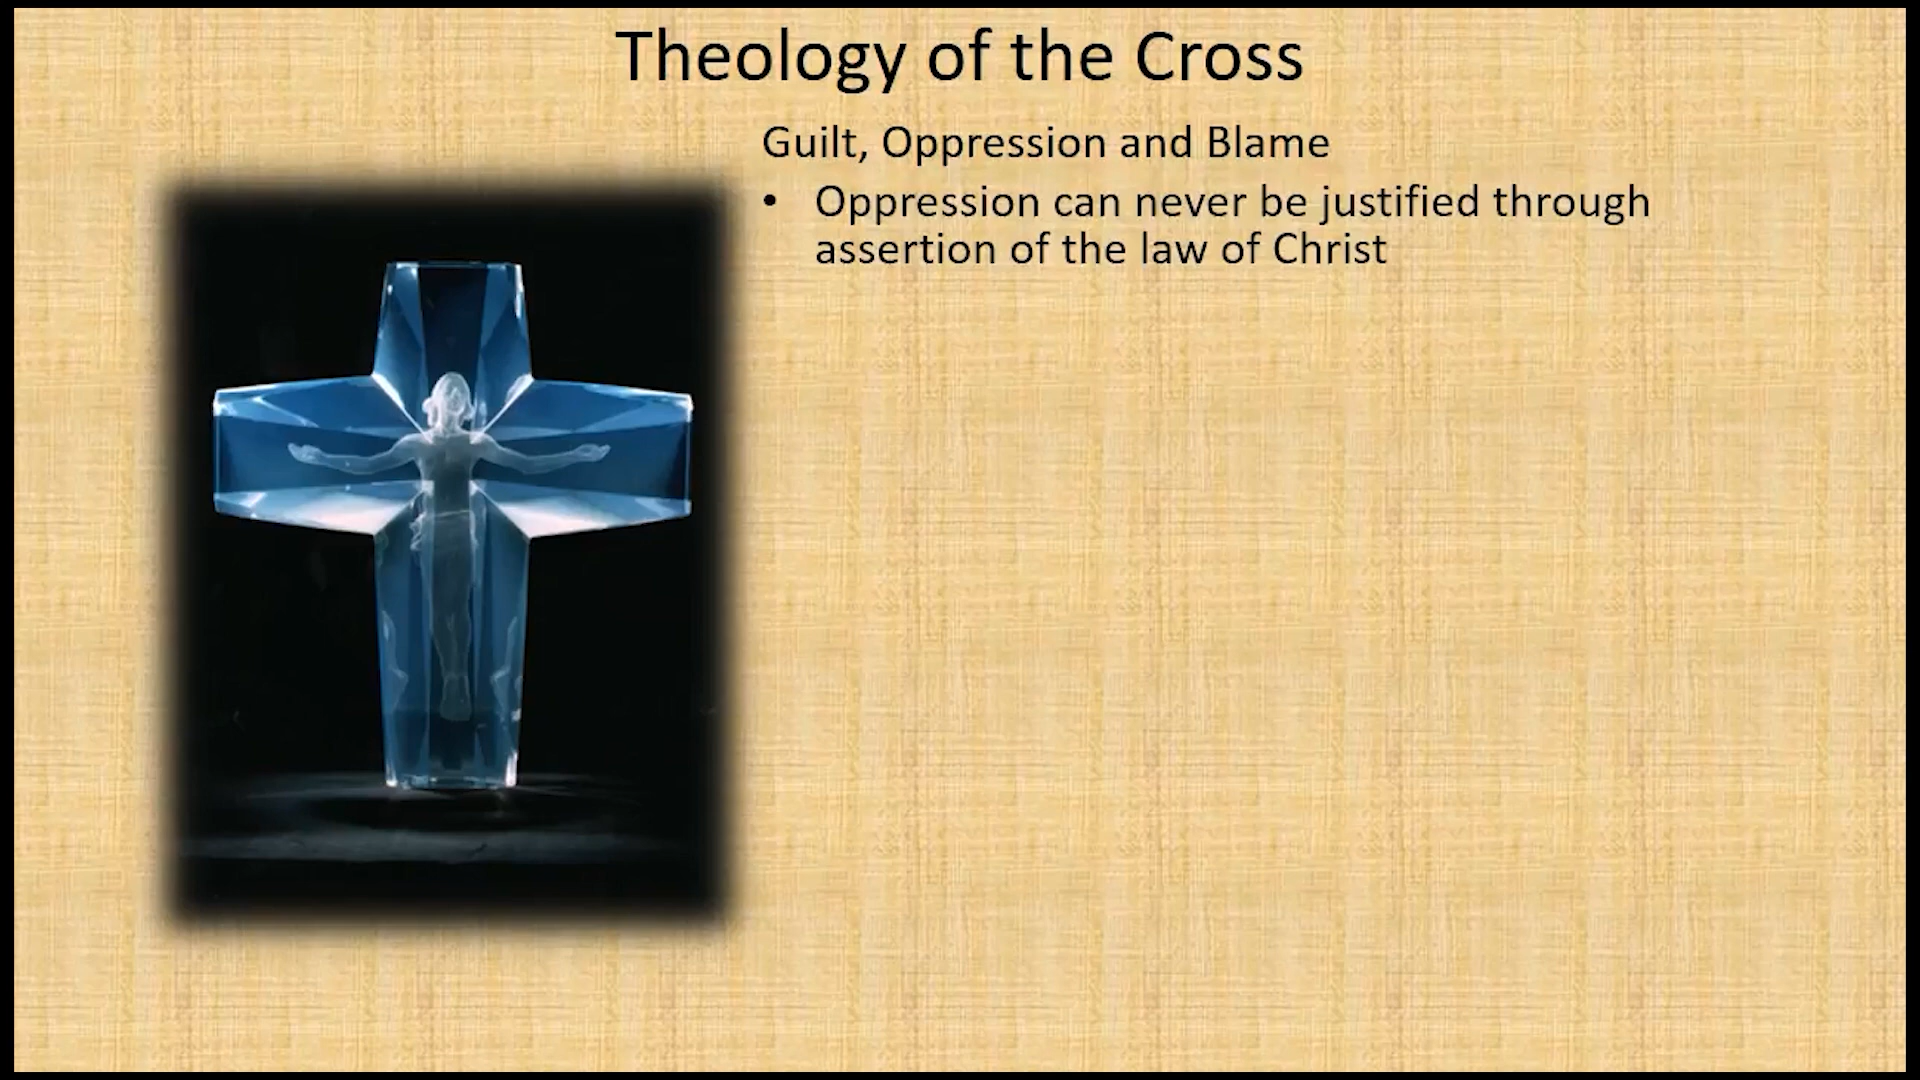 Theology of the Cross
Guilt, Oppression and Blame
• Oppression can never be justified through
assertion of the law of Christ